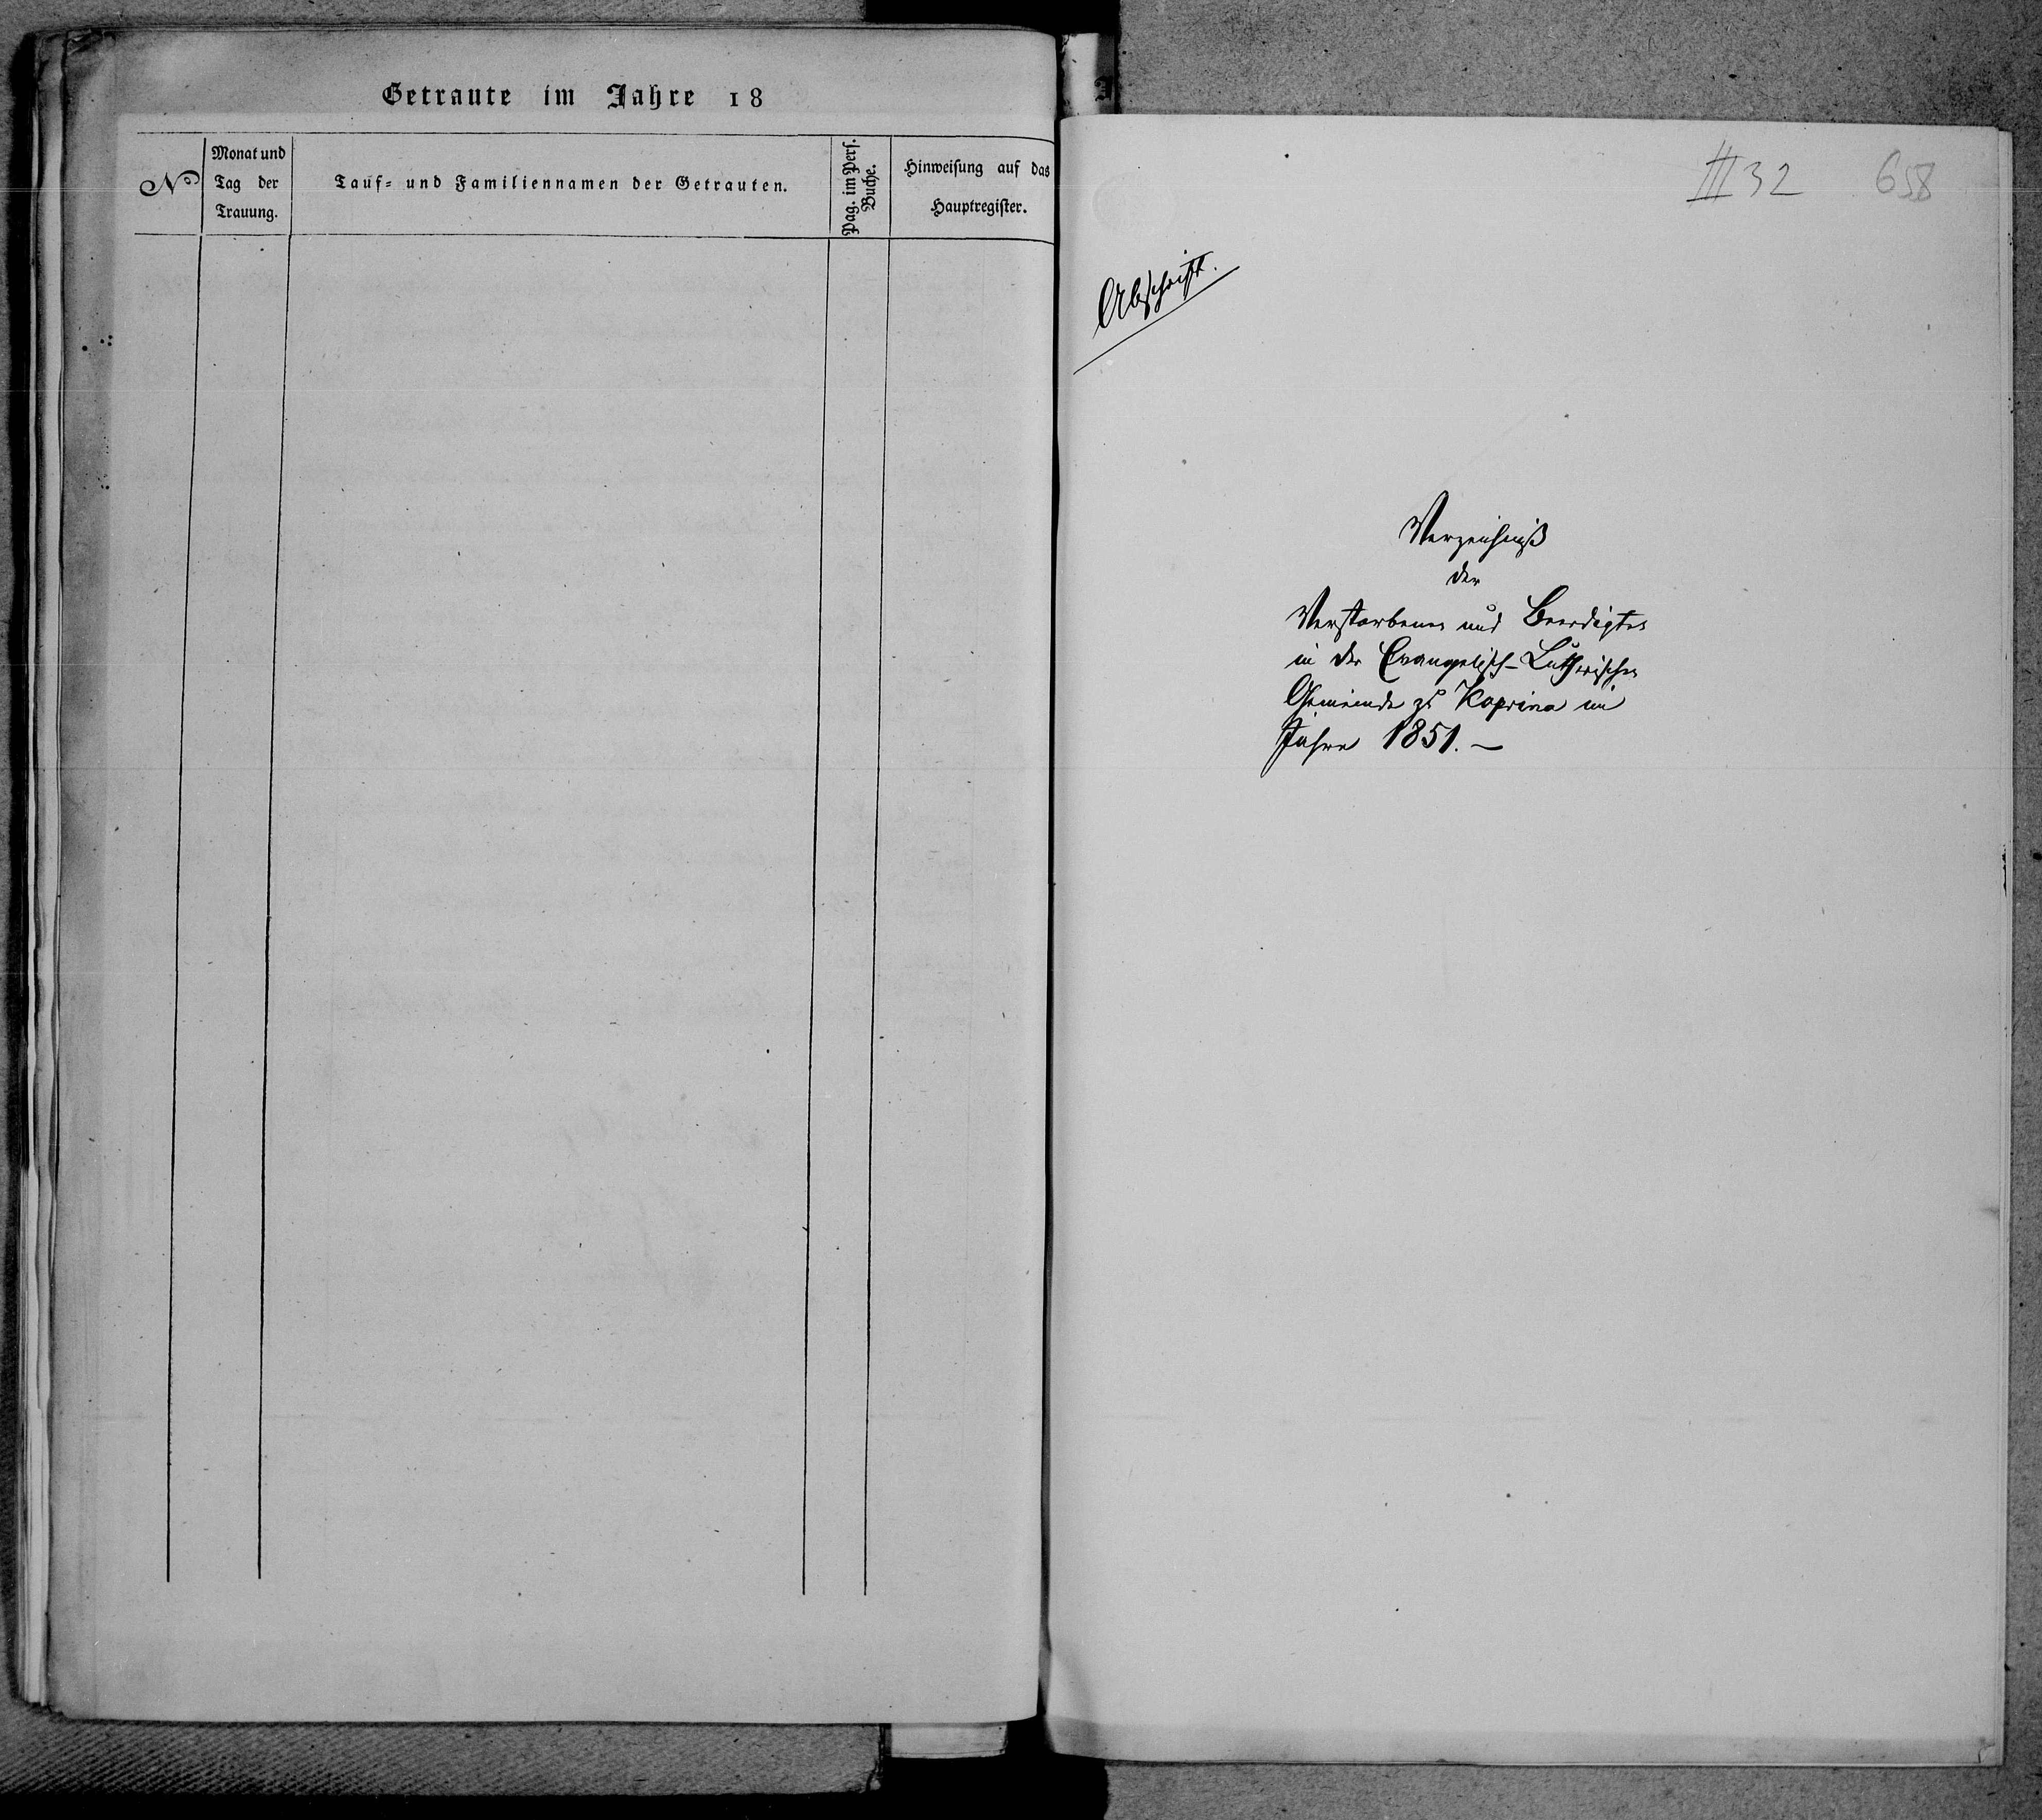 Getraute im Jahre 18
No
Monat und
Tag der
Trauung.
Tauf- und Familiennamen der Getrauten.
Pag. im Pers.
Buche.
Hinweisung auf das
Hauptregister.
III 32 658
Abschrift.
Verzeichniß
der
Verstorbenen und Beerdigten
in der Evangelisch-Lutherischen
Gemeinde zu Koprina im
Jahre 1851. —